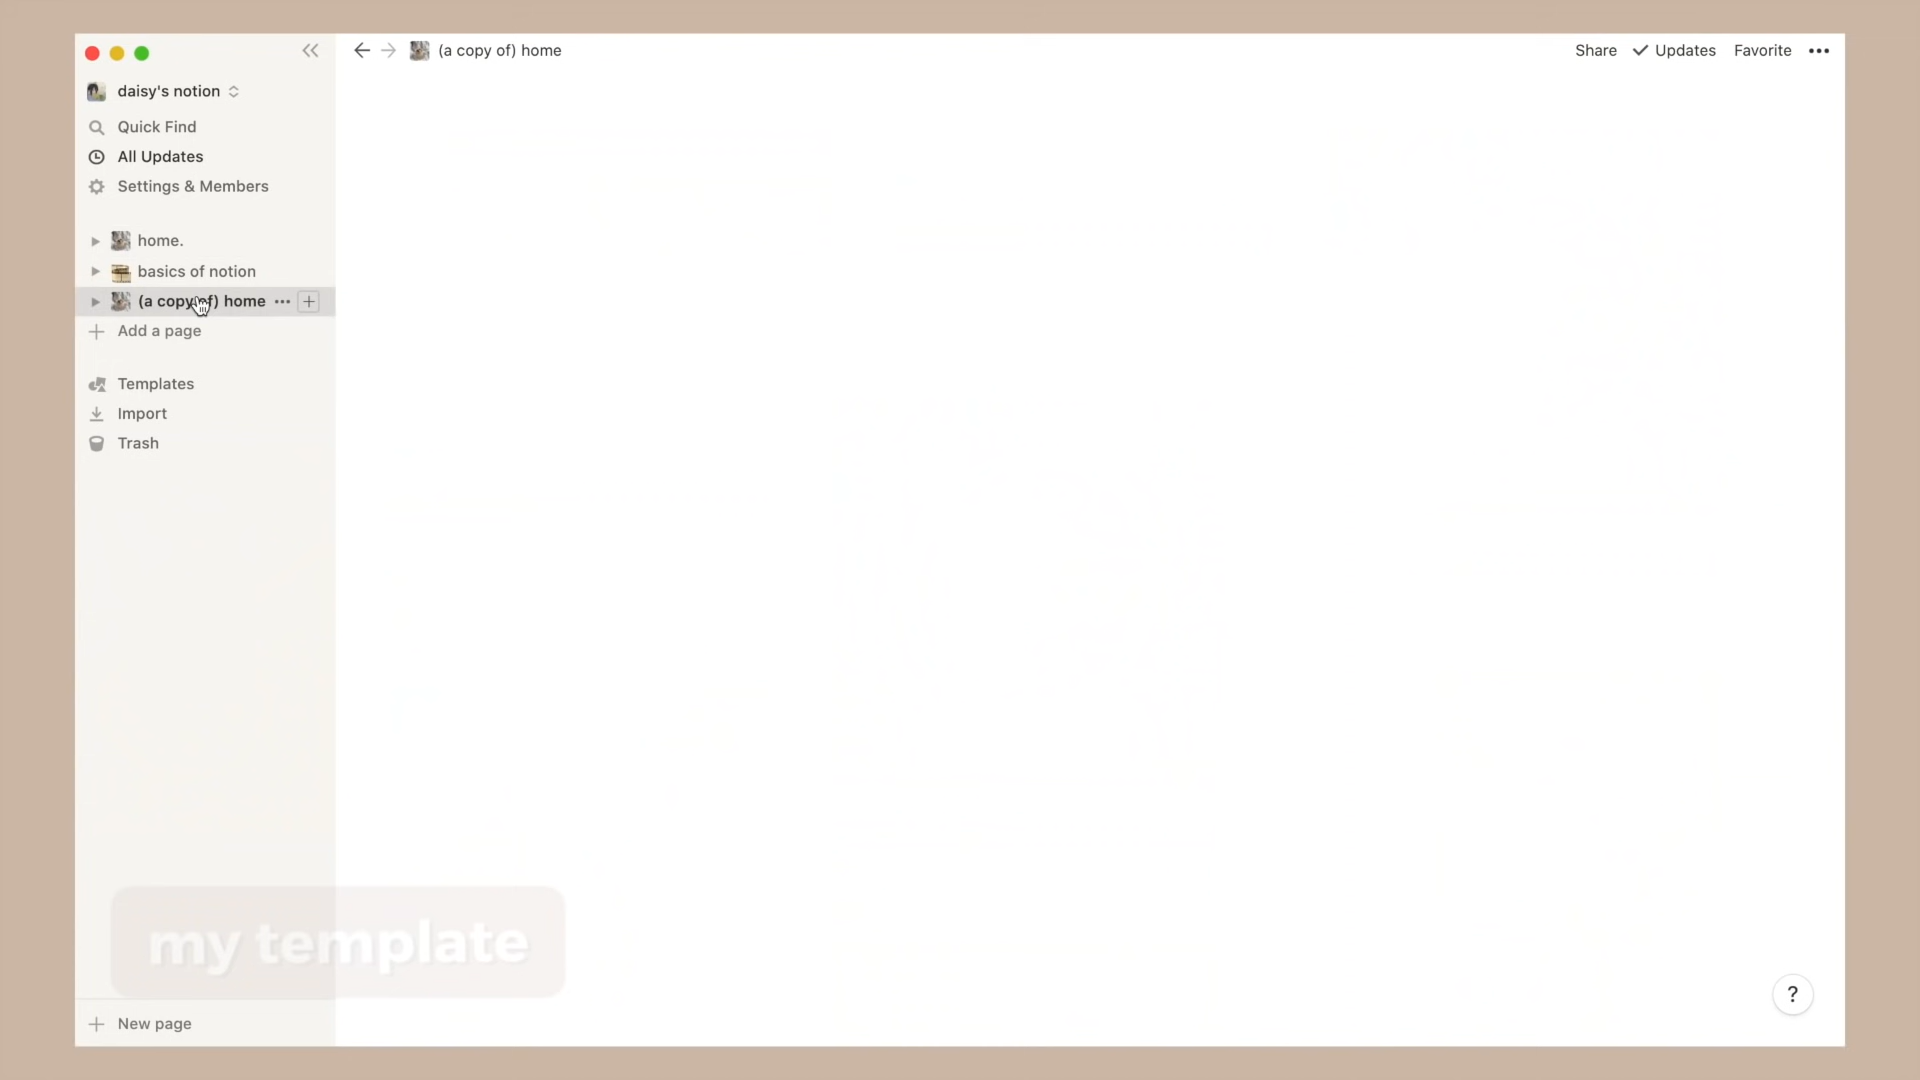 (a copy of) home
Share
Updates
Favorite
daisy's notion
Quick Find
All Updates
Settings & Members
home.
basics of notion
(a copy of) home
Add a page
Templates
Import
Trash
my template
New page
?